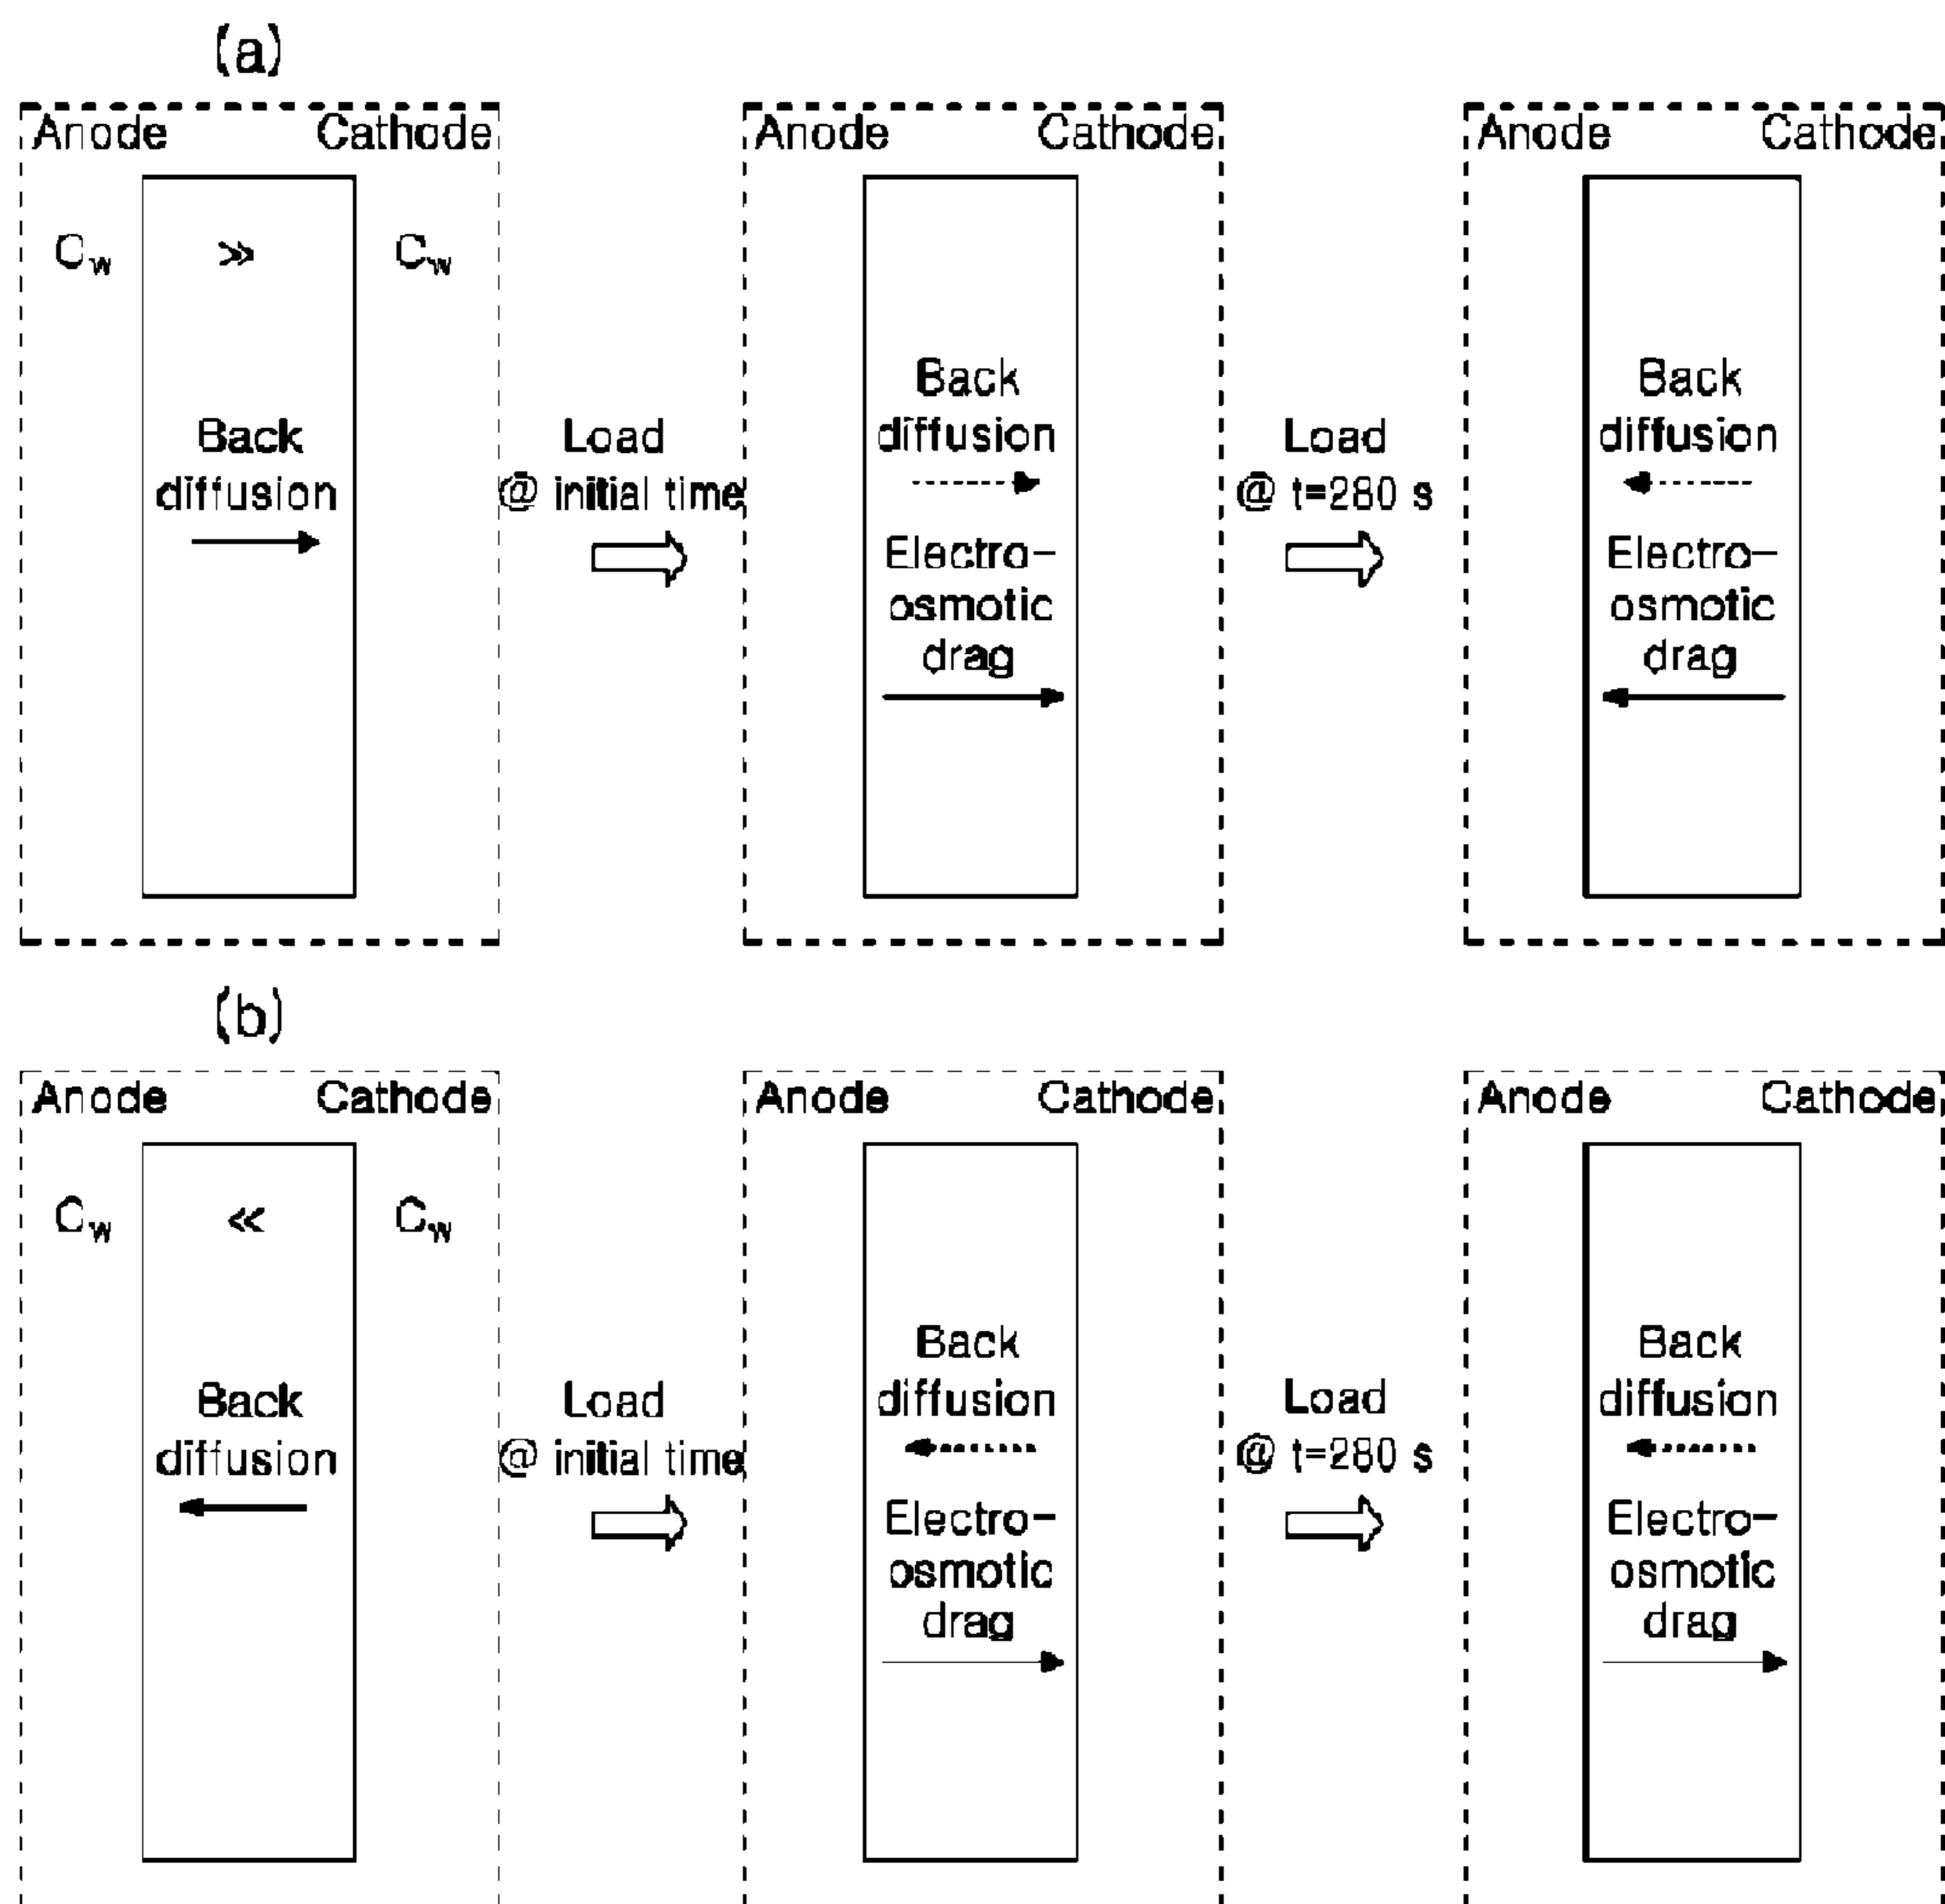 (a)
Anode Cathode
C_w >> C_w
Back
diffusion
Load
@ initial time
Anode Cathode
Back
diffusion
Electro-
osmotic
drag
Load
@ t=280 s
Anode Cathode
Back
diffusion
Electro-
osmotic
drag
(b)
Anode Cathode
C_w << C_w
Back
diffusion
Load
@ initial time
Anode Cathode
Back
diffusion
Electro-
osmotic
drag
Load
@ t=280 s
Anode Cathode
Back
diffusion
Electro-
osmotic
drag